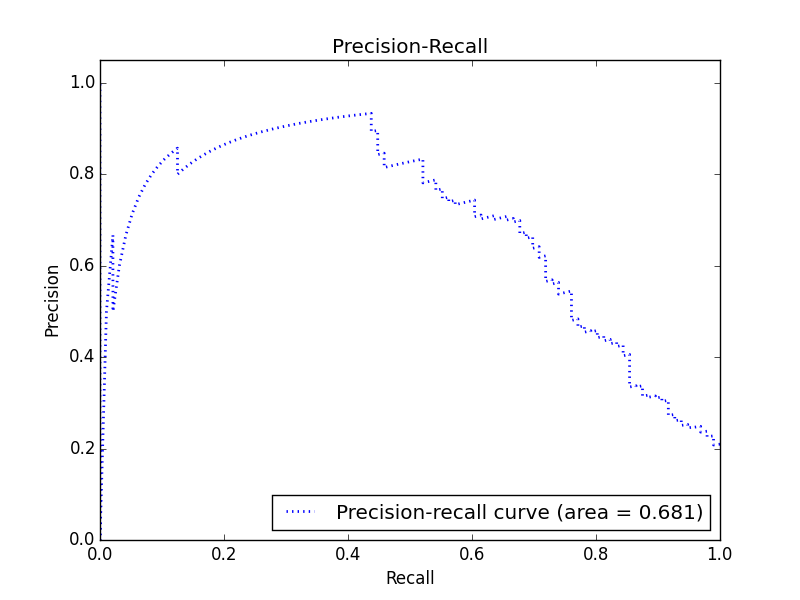 Precision-Recall
1.0
0.8
0.6
0.4
0.2
0.0
Precision
Precision-recall curve (area = 0.681)
0.0 0.2 0.4 0.6 0.8 1.0
Recall